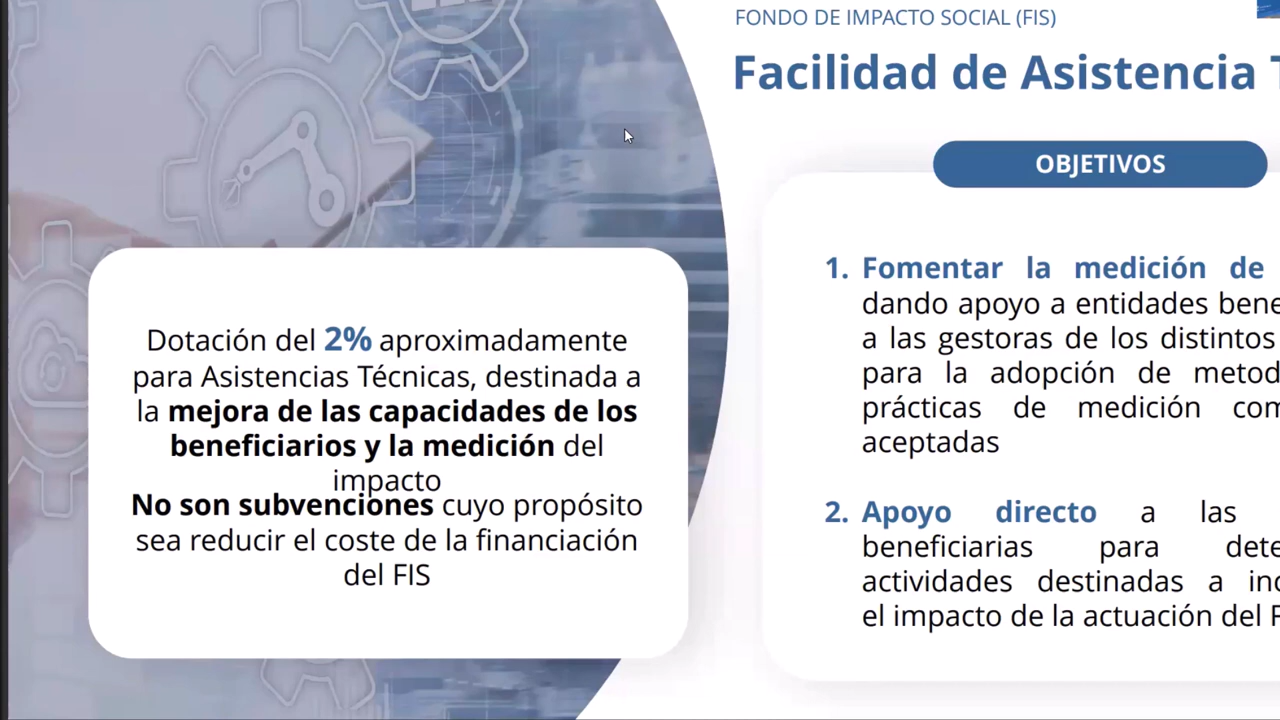 FONDO DE IMPACTO SOCIAL (FIS)
Facilidad de Asistencia
OBJETIVOS
Dotación del 2% aproximadamente
para Asistencias Técnicas, destinada a
la mejora de las capacidades de los
beneficiarios y la medición del
impacto
No son subvenciones cuyo propósito
sea reducir el coste de la financiación
del FIS
1. Fomentar la medición de
dando apoyo a entidades
a las gestoras de los distintos
para la adopción de
prácticas de medición
aceptadas
2. Apoyo directo a las
beneficiarias para
actividades destinadas a
el impacto de la actuación del